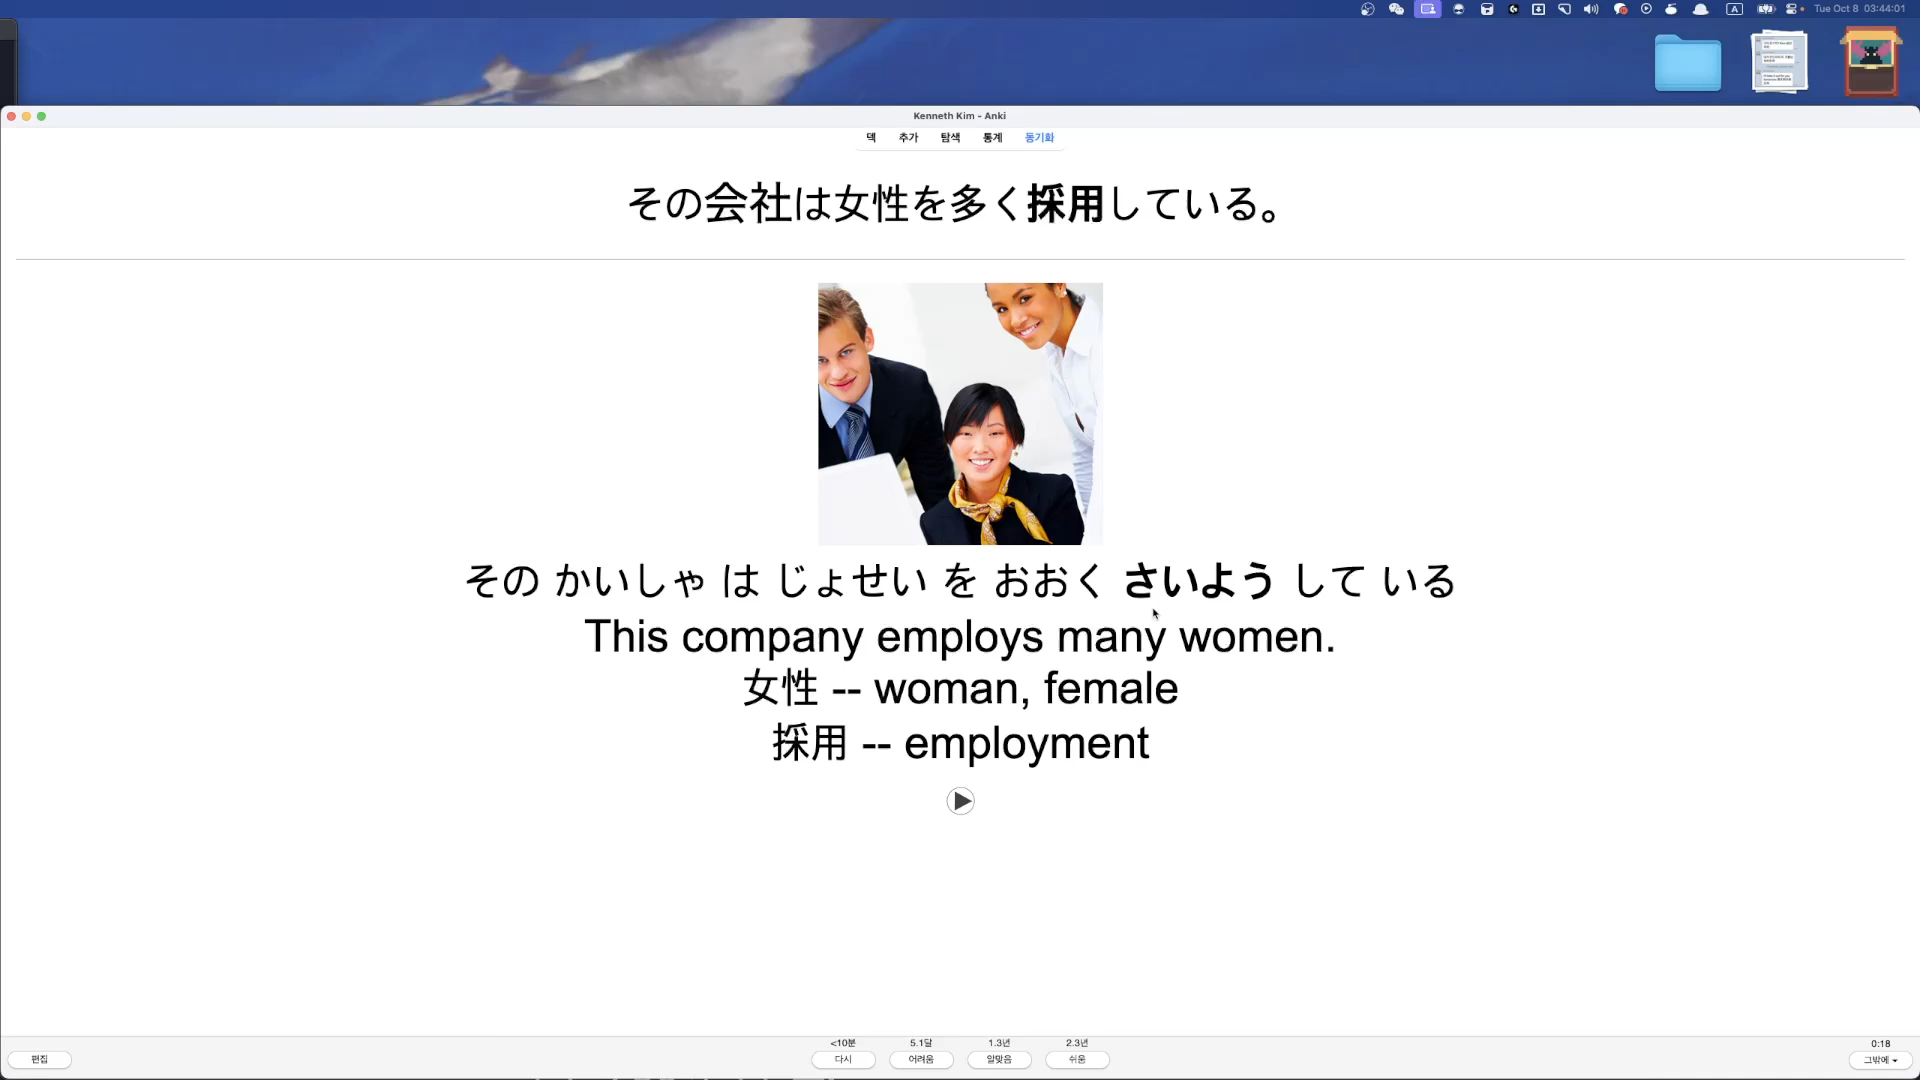 Tue Oct 8 03:44:01
Kenneth Kim - Anki
덱 추가 탐색 통계 동기화
その会社は女性を多く採用している。
その かいしゃ は じょせい を おおく さいよう して いる
This company employs many women.
女性 -- woman, female
採用 -- employment
<10분 5.1달 1.3년 2.3년 0:18
편집 다시 어려움 알맞음 쉬움 그밖에